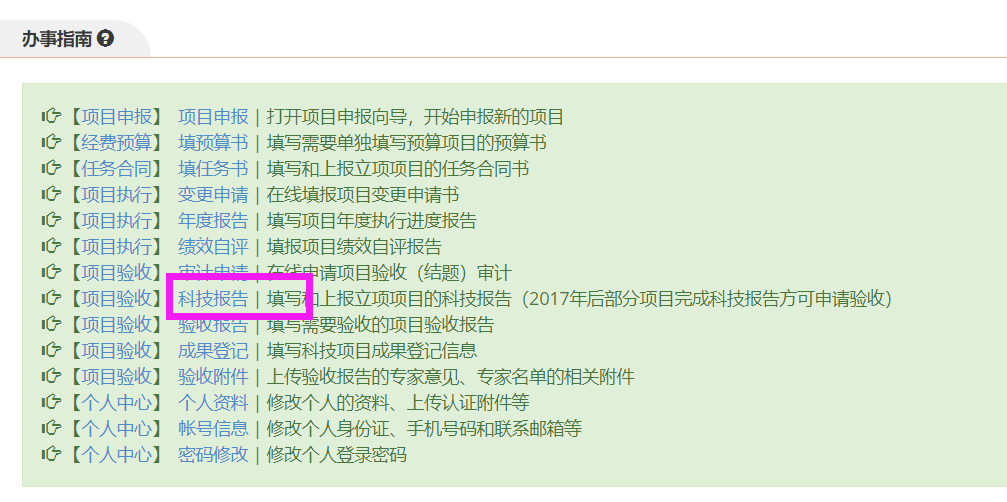 办事指南
【项目申报】 项目申报 | 打开项目申报向导，开始申报新的项目
【经费预算】 填预算书 | 填写需要单独填写预算项目的预算书
【任务合同】 填任务书 | 填写和上报立项项目的任务合同书
【项目执行】 变更申请 | 在线填报项目变更申请书
【项目执行】 年度报告 | 填写项目年度执行进度报告
【项目执行】 绩效自评 | 填报项目绩效自评报告
【项目验收】 审计申请 | 在线申请项目验收（结题）审计
【项目验收】 科技报告 | 填写和上报立项项目的科技报告（2017年后部分项目完成科技报告方可申请验收）
【项目验收】 验收报告 | 填写需要验收的项目验收报告
【项目验收】 成果登记 | 填写科技项目成果登记信息
【项目验收】 验收附件 | 上传验收报告的专家意见、专家名单的相关附件
【个人中心】 个人资料 | 修改个人的资料、上传认证附件等
【个人中心】 帐号信息 | 修改个人身份证、手机号码和联系邮箱等
【个人中心】 密码修改 | 修改个人登录密码